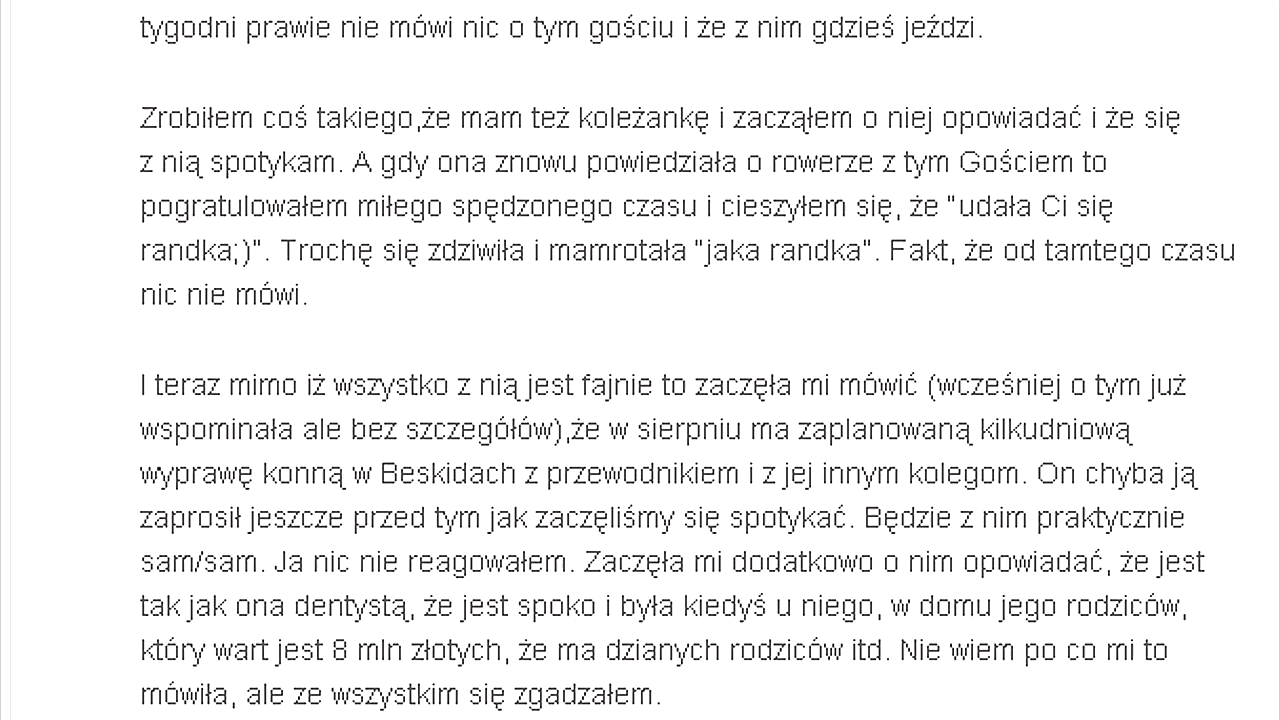 tygodni prawie nie mówi nic o tym gościu i że z nim gdzieś jeździ.
Zrobiłem coś takiego,że mam też koleżankę i zacząłem o niej opowiadać i że się
z nią spotykam. A gdy ona znowu powiedziała o rowerze z tym Gościem to
pogratulowałem miłego spędzonego czasu i cieszyłem się, że "udała Ci się
randka;)". Trochę się zdziwiła i mamrotała "jaka randka". Fakt, że od tamtego czasu
nic nie mówi.
I teraz mimo iż wszystko z nią jest fajnie to zaczęła mi mówić (wcześniej o tym już
wspominała ale bez szczegółów),że w sierpniu ma zaplanowaną kilkudniową
wyprawę konną w Beskidach z przewodnikiem i z jej innym kolegom. On chyba ją
zaprosił jeszcze przed tym jak zaczęliśmy się spotykać. Będzie z nim praktycznie
sam/sam. Ja nic nie reagowałem. Zaczęła mi dodatkowo o nim opowiadać, że jest
tak jak ona dentystą, że jest spoko i była kiedyś u niego, w domu jego rodziców,
który wart jest 8 mln złotych, że ma dzianych rodziców itd. Nie wiem po co mi to
mówiła, ale ze wszystkim się zgadzałem.